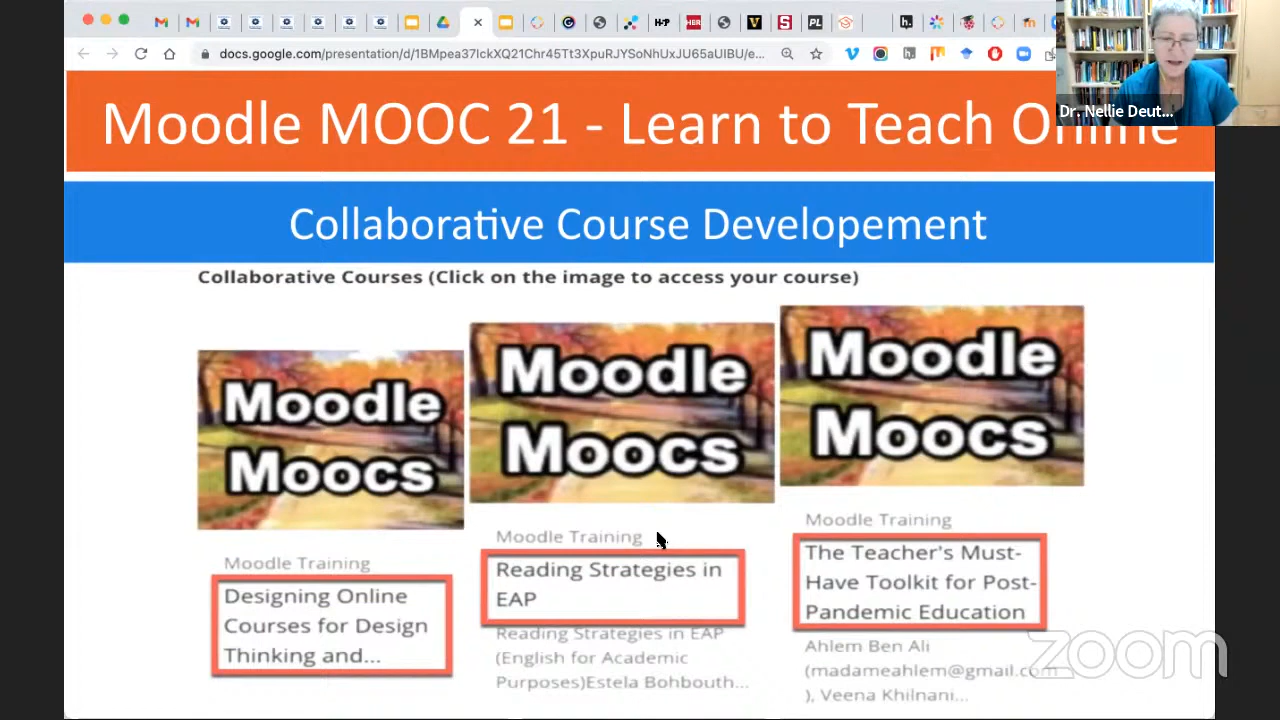 H2P
HER
V
S
PL
h.
docs.google.com/presentation/d/1BMpea37IckXQ21Chr45Tt3XpuRJYSoNhUxJU65aUIBU/e...
Dr. Nellie Deut...
Moodle MOOC 21 - Learn to Teach Online
Collaborative Course Developement
Collaborative Courses (Click on the image to access your course)
Moodle
Moocs
Moodle Training
Designing Online
Courses for Design
Thinking and...
Moodle
Moocs
Moodle Training
Reading Strategies in
EAP
Reading Strategies in EAP
(English for Academic
Purposes)Estela Bohbouth...
Moodle
Moocs
Moodle Training
The Teacher's Must-
Have Toolkit for Post-
Pandemic Education
Ahlem Ben Ali
(madameahlem@gmail.com
), Veena Khilnani...
zoom